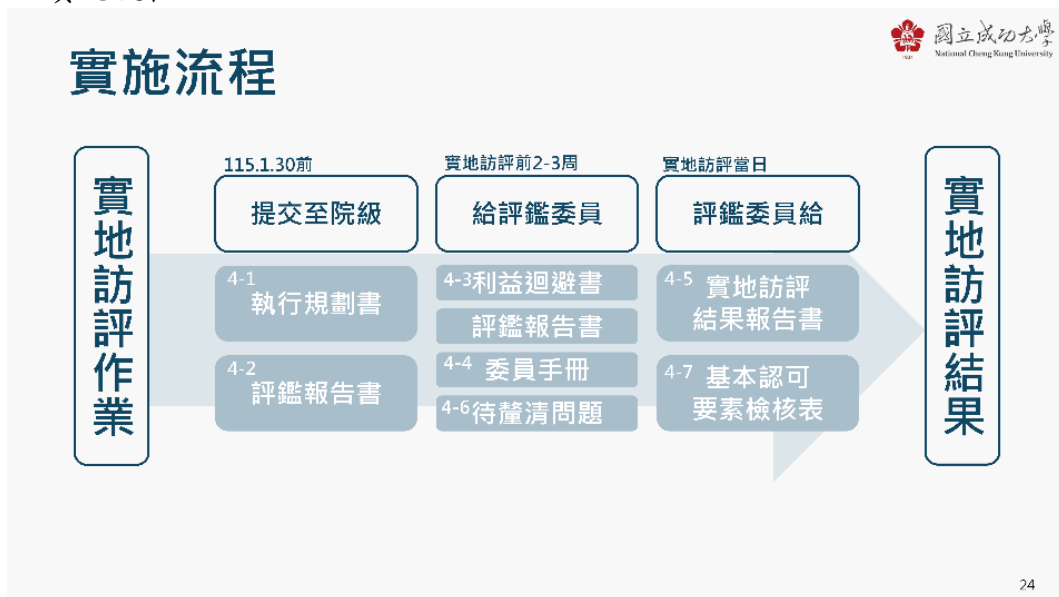 國立成功大學
National Cheng Kung University
1931
實施流程
實地訪評作業
115.1.30前
提交至院級
4-1
執行規劃書
4-2
評鑑報告書
實地訪評前2-3周
給評鑑委員
4-3利益迴避書
評鑑報告書
4-4 委員手冊
4-6待釐清問題
實地訪評當日
評鑑委員給
4-5 實地訪評
結果報告書
4-7 基本認可
要素檢核表
實地訪評結果
24